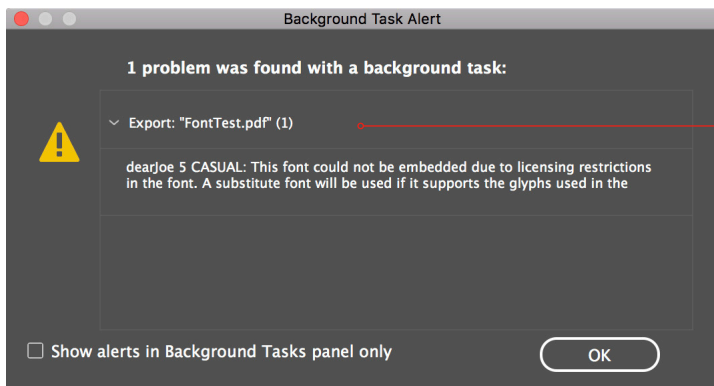 Background Task Alert
1 problem was found with a background task:
Export: "FontTest.pdf" (1)
dearJoe 5 CASUAL: This font could not be embedded due to licensing restrictions
in the font. A substitute font will be used if it supports the glyphs used in the
Show alerts in Background Tasks panel only
OK